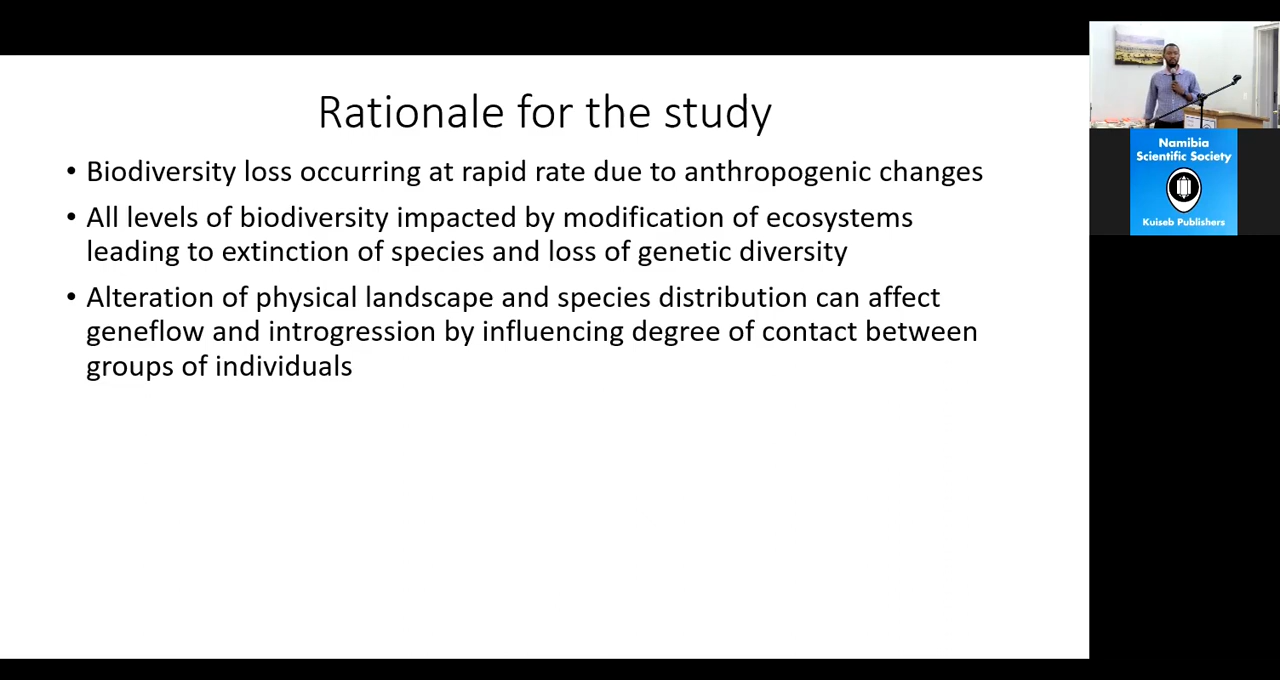 Rationale for the study
• Biodiversity loss occurring at rapid rate due to anthropogenic changes
• All levels of biodiversity impacted by modification of ecosystems
leading to extinction of species and loss of genetic diversity
• Alteration of physical landscape and species distribution can affect
geneflow and introgression by influencing degree of contact between
groups of individuals
Namibia
Scientific Society
Kuiseb Publishers